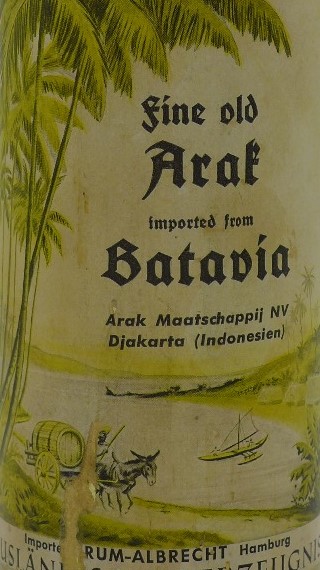 Fine old
Arak
imported from
Batavia
Arak Maatschappij NV
Djakarta (Indonesien)
RUM-ALBRECHT Hamburg